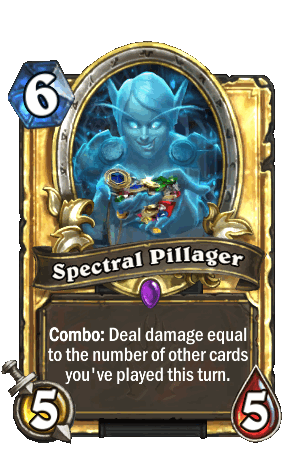 6
Spectral Pillager
Combo: Deal damage equal
to the number of other cards
you've played this turn.
5
5